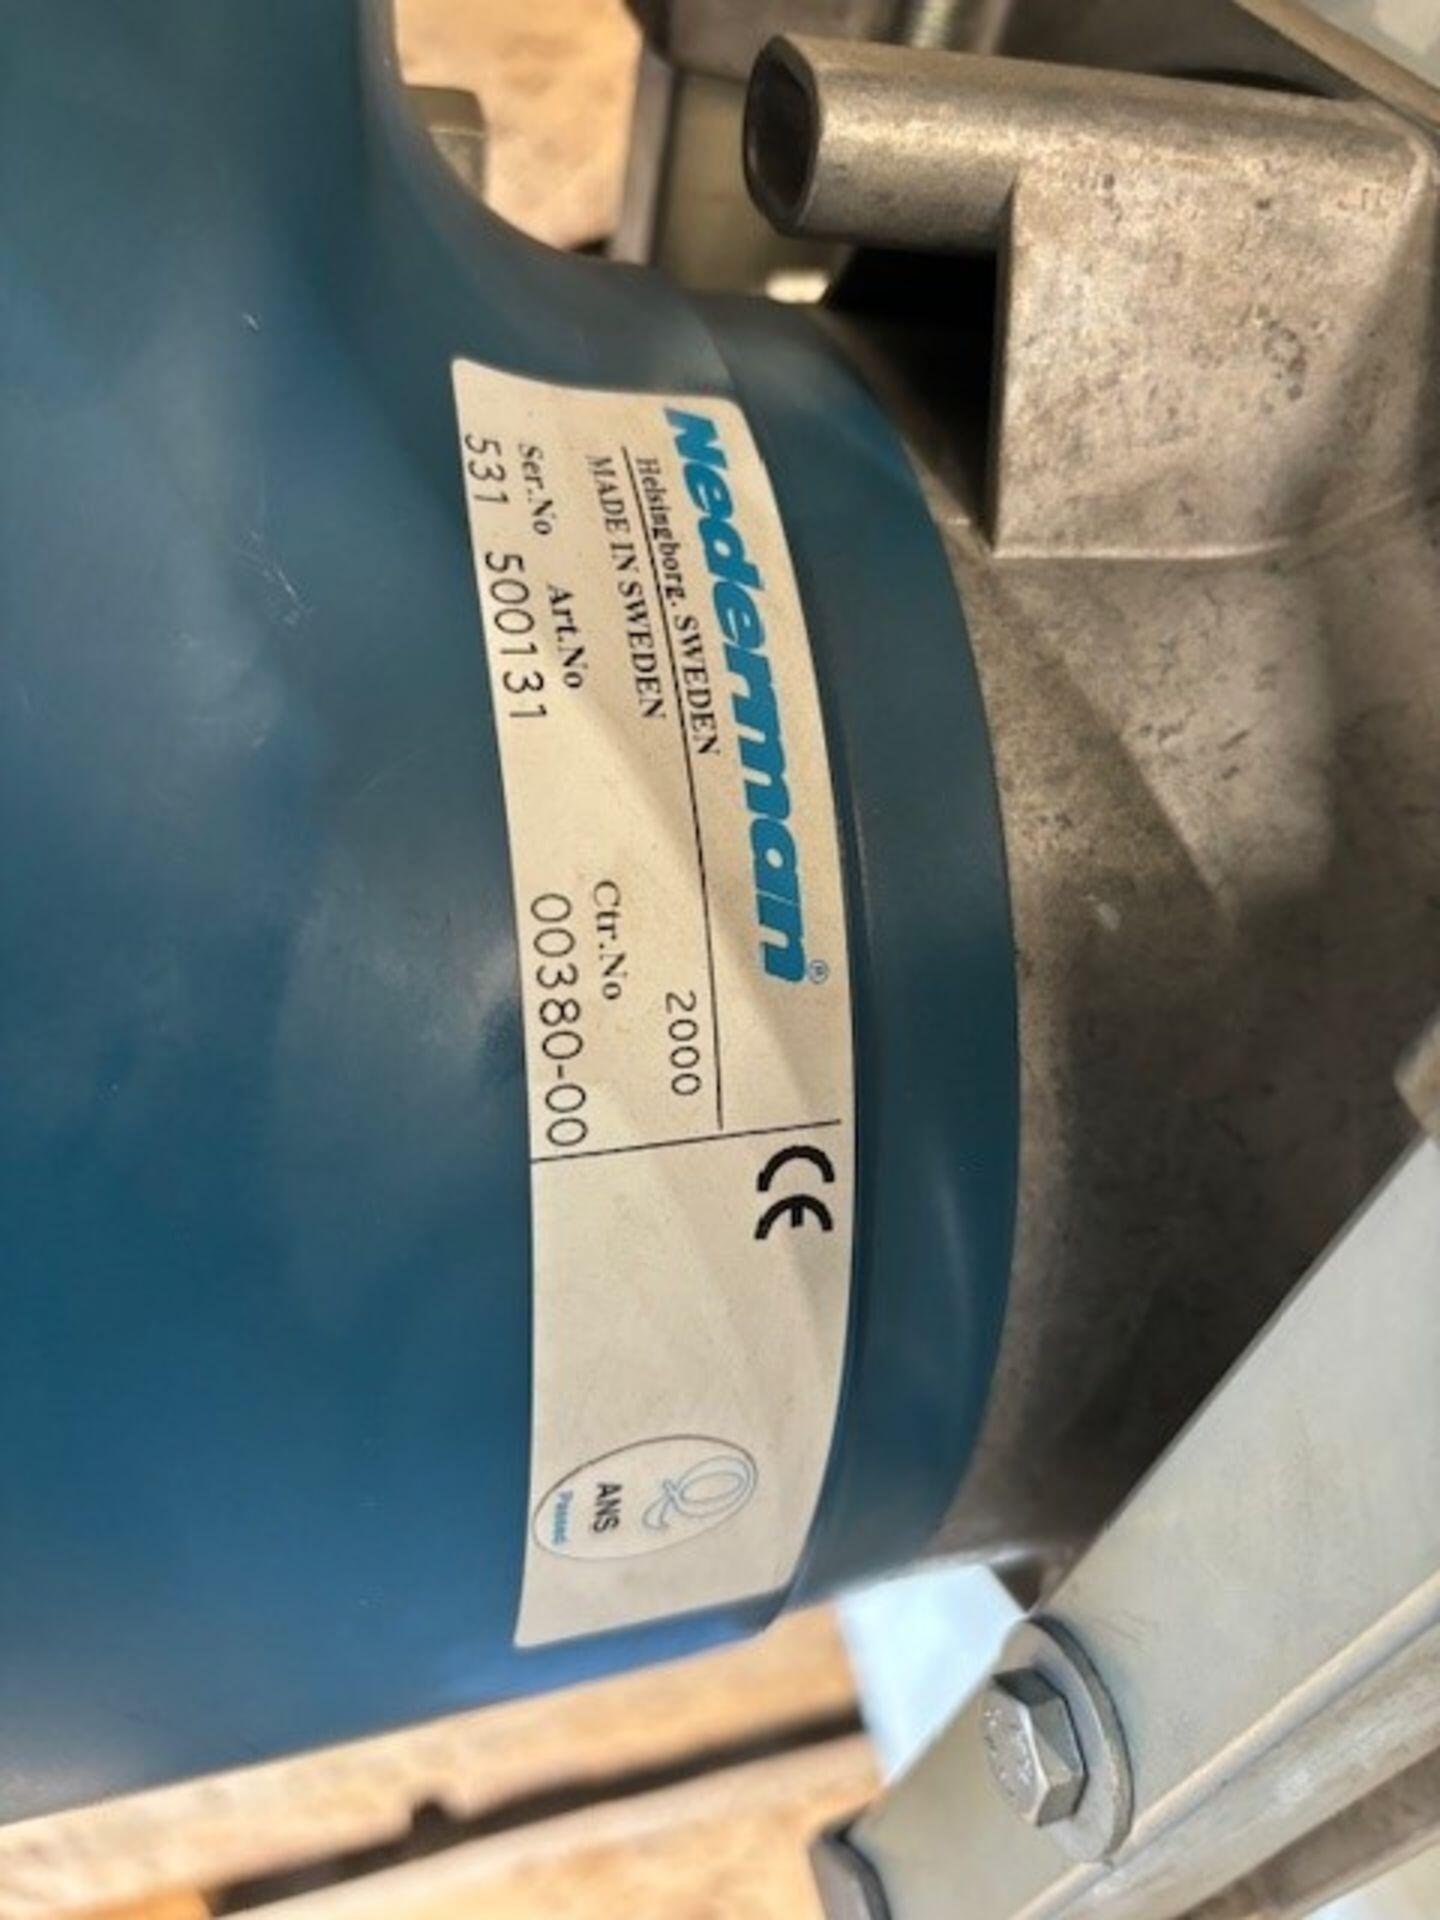 Nederman®
Helsingborg. SWEDEN
MADE IN SWEDEN 2000
Ser.No Art.No Ctr.No
531 500131 00380-00
CE
Q
ANS
Passed